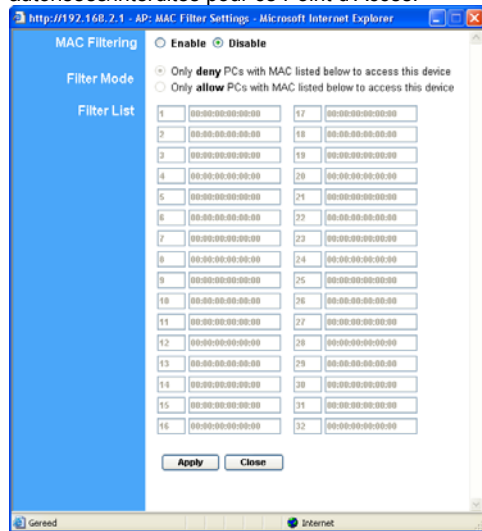 autorisées/interdites pour ce Point d'Accès.
http://192.168.2.1 - AP: MAC Filter Settings - Microsoft Internet Explorer
MAC Filtering Enable Disable
Filter Mode Only deny PCs with MAC listed below to access this device
Only allow PCs with MAC listed below to access this device
Filter List
1 00:00:00:00:00:00 17 00:00:00:00:00:00
2 00:00:00:00:00:00 18 00:00:00:00:00:00
3 00:00:00:00:00:00 19 00:00:00:00:00:00
4 00:00:00:00:00:00 20 00:00:00:00:00:00
5 00:00:00:00:00:00 21 00:00:00:00:00:00
6 00:00:00:00:00:00 22 00:00:00:00:00:00
7 00:00:00:00:00:00 23 00:00:00:00:00:00
8 00:00:00:00:00:00 24 00:00:00:00:00:00
9 00:00:00:00:00:00 25 00:00:00:00:00:00
10 00:00:00:00:00:00 26 00:00:00:00:00:00
11 00:00:00:00:00:00 27 00:00:00:00:00:00
12 00:00:00:00:00:00 28 00:00:00:00:00:00
13 00:00:00:00:00:00 29 00:00:00:00:00:00
14 00:00:00:00:00:00 30 00:00:00:00:00:00
15 00:00:00:00:00:00 31 00:00:00:00:00:00
16 00:00:00:00:00:00 32 00:00:00:00:00:00
Apply Close
Gereed Internet